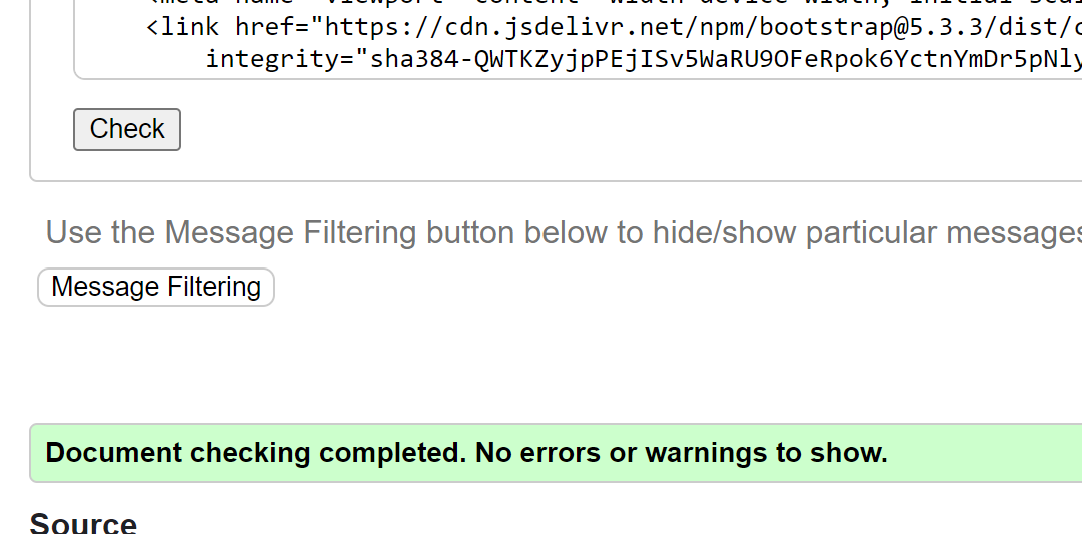 <link href="https://cdn.jsdelivr.net/npm/bootstrap@5.3.3/dist/
integrity="sha384-QWTKZyjpPEjISv5WaRU9OFeRpok6YctnYmDr5pNly
Check
Use the Message Filtering button below to hide/show particular messages
Message Filtering
Document checking completed. No errors or warnings to show.
Source